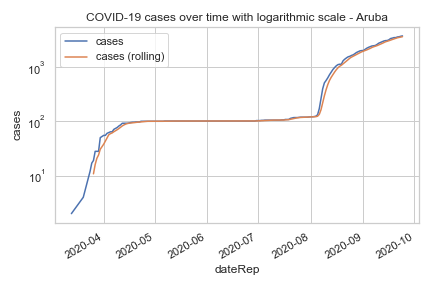 COVID-19 cases over time with logarithmic scale - Aruba
cases
cases (rolling)
10³
10²
10¹
cases
2020-04
2020-05
2020-06
2020-07
2020-08
2020-09
2020-10
dateRep